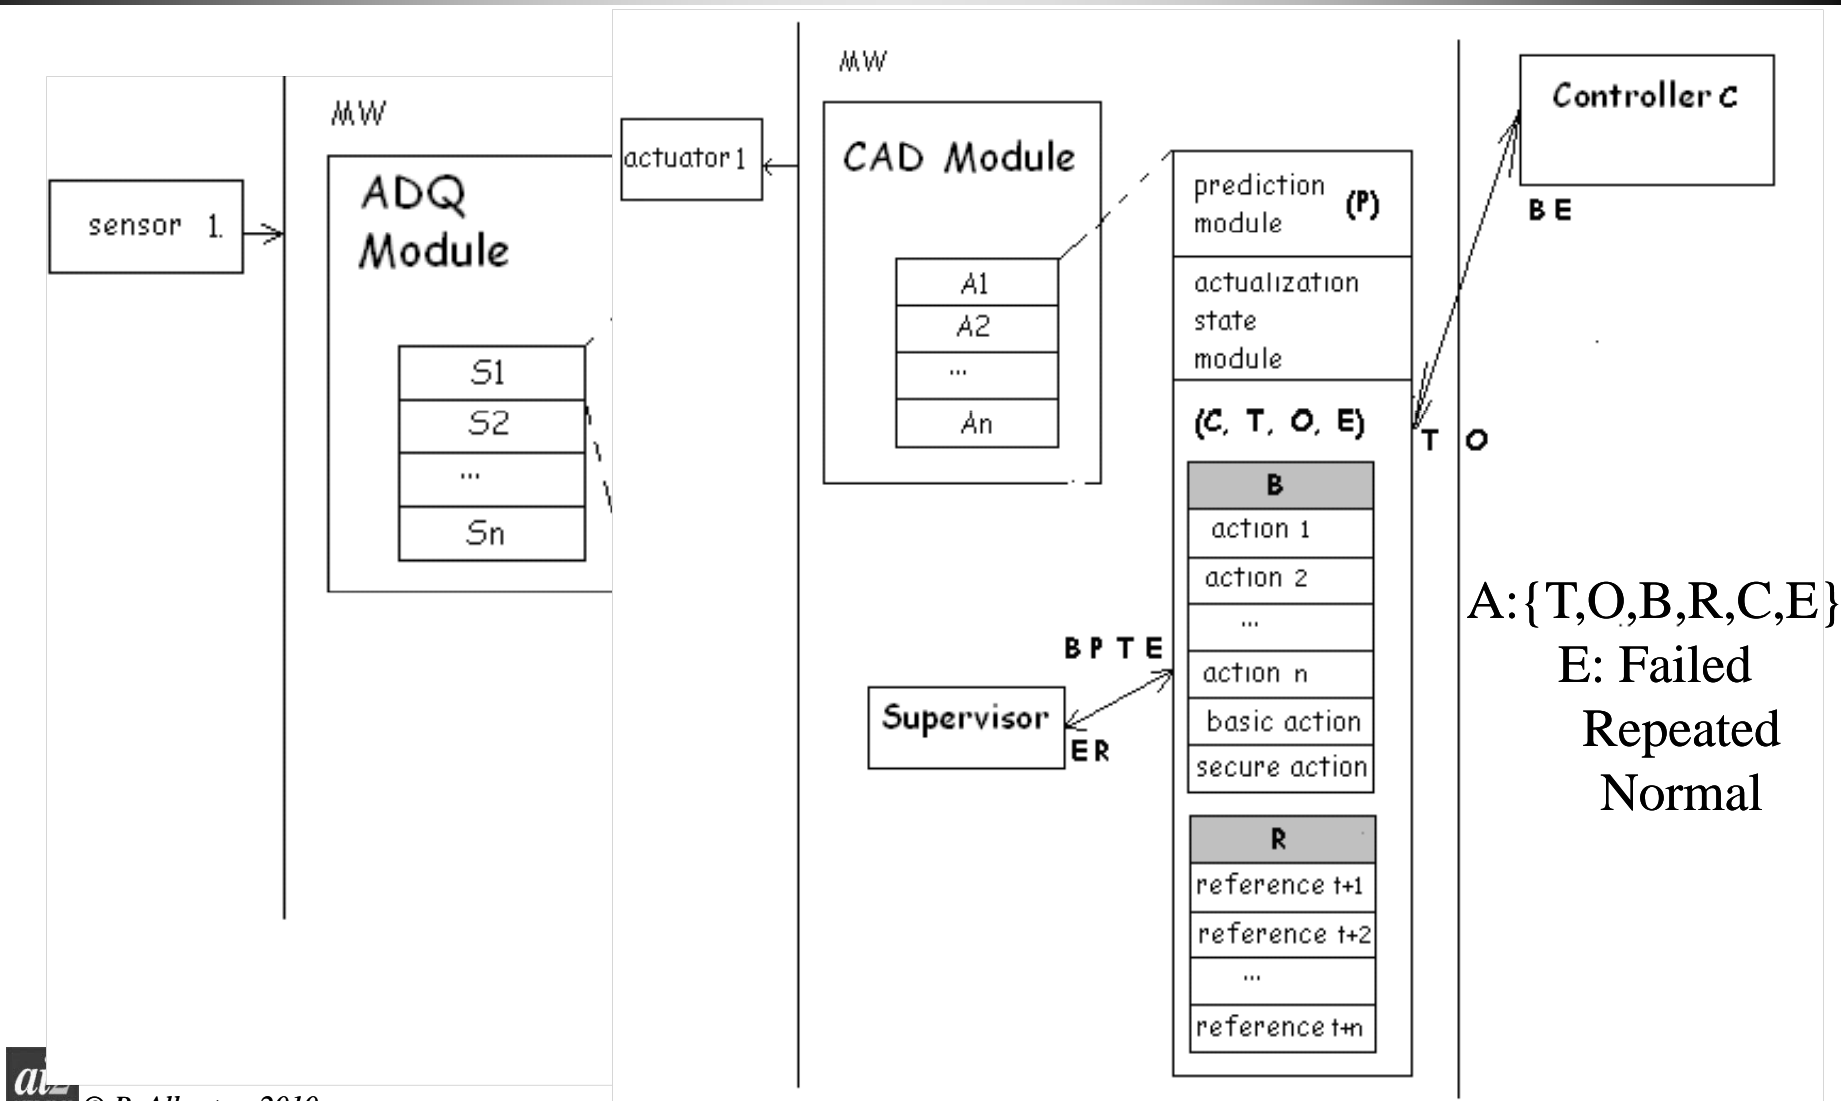 MW
sensor 1.
ADQ
Module
S1
S2
...
Sn
MW
actuator1
CAD Module
A1
A2
...
An
prediction
module
(P)
actualization
state
module
(C, T, O, E)
B
action 1
action 2
...
action n
basic action
secure action
R
reference t+1
reference t+2
...
reference t+n
Supervisor
B P T E
E R
Controller C
B E
T O
A:{T,O,B,R,C,E}
E: Failed
Repeated
Normal
ai2